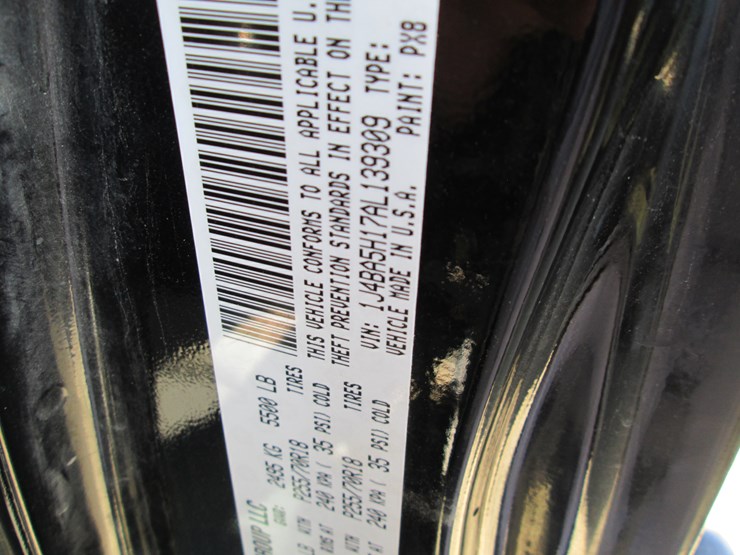 GROUP LLC
2495 KG 5500 LB
P255/70R18 TIRES
240 KPA ( 35 PSI) COLD
P255/70R18 TIRES
240 KPA ( 35 PSI) COLD
THIS VEHICLE CONFORMS TO ALL APPLICABLE U.
THEFT PREVENTION STANDARDS IN EFFECT ON TH
VIN: 1J4BA5H17AL139309 TYPE:
VEHICLE MADE IN U.S.A. PAINT: PX8